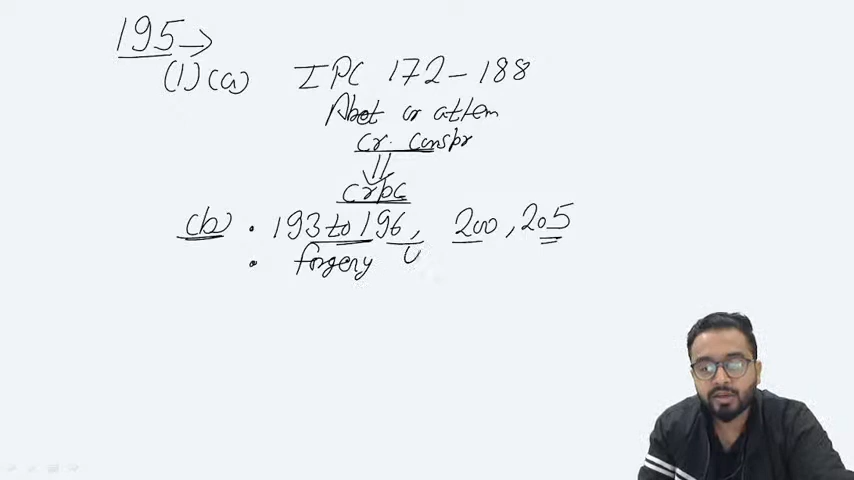 195 →
(1) (a) IPC 172 – 188
Abet or attem
Cr. Conspr
CrPC
(b) • 193 to 196, 200, 205
• forgery